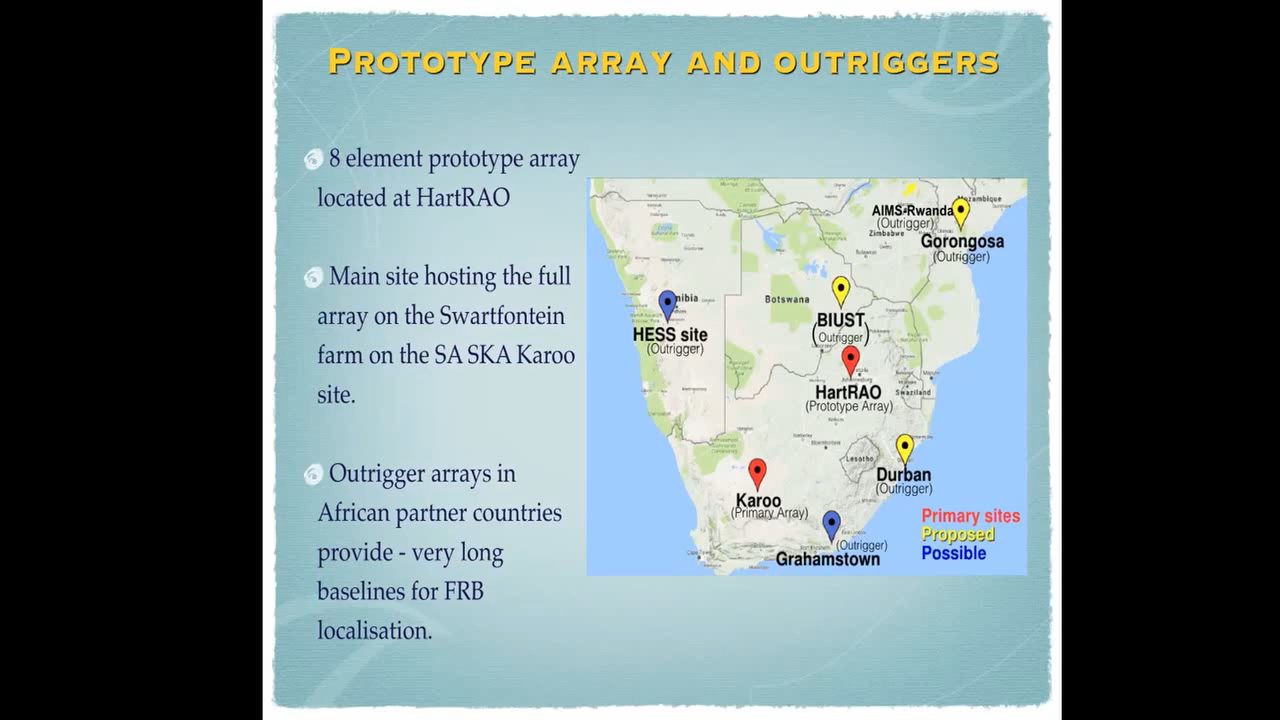 PROTOTYPE ARRAY AND OUTRIGGERS
8 element prototype array
located at HartRAO
Main site hosting the full
array on the Swartfontein
farm on the SA SKA Karoo
site.
Outrigger arrays in
African partner countries
provide - very long
baselines for FRB
localisation.
Mozambique
AIMS-Rwanda
(Outrigger)
Zimbabwe
Gorongosa
(Outrigger)
Botswana
HESS site
(Outrigger)
BIUST
(Outrigger)
HartRAO
(Prototype Array)
Swaziland
Lesotho
Durban
(Outrigger)
Karoo
(Primary Array)
(Outrigger)
Grahamstown
Cape Town
Primary sites
Proposed
Possible